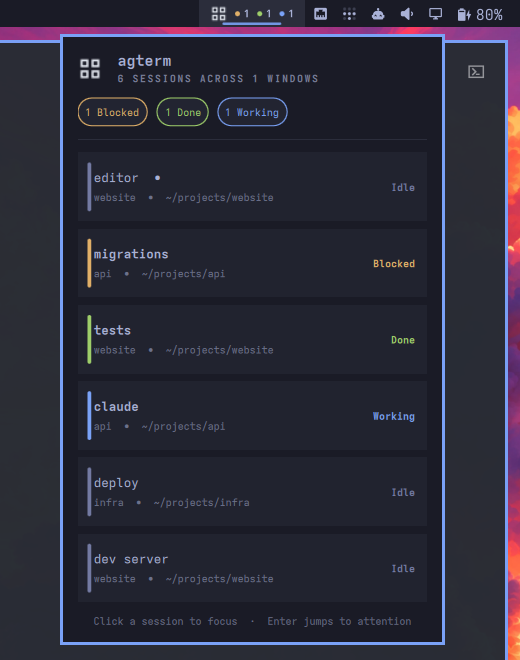 1 1 1 80%
agterm
6 SESSIONS ACROSS 1 WINDOWS
1 Blocked 1 Done 1 Working
editor •
website • ~/projects/website
Idle
migrations
api • ~/projects/api
Blocked
tests
website • ~/projects/website
Done
claude
api • ~/projects/api
Working
deploy
infra • ~/projects/infra
Idle
dev server
website • ~/projects/website
Idle
Click a session to focus · Enter jumps to attention